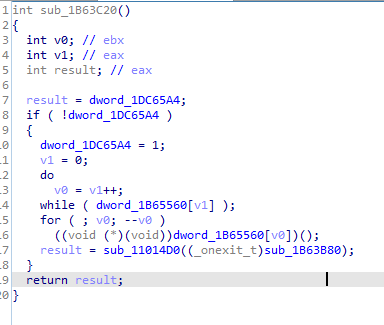 1 int sub_1B63C20()
2 {
3 int v0; // ebx
4 int v1; // eax
5 int result; // eax
6
7 result = dword_1DC65A4;
8 if ( !dword_1DC65A4 )
9 {
10 dword_1DC65A4 = 1;
11 v1 = 0;
12 do
13 v0 = v1++;
14 while ( dword_1B65560[v1] );
15 for ( ; v0; --v0 )
16 ((void (*)(void))dword_1B65560[v0])();
17 result = sub_11014D0((_onexit_t)sub_1B63B80);
18 }
19 return result;
20 }